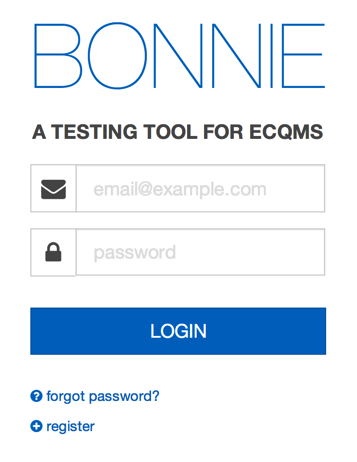 BONNIE
A TESTING TOOL FOR ECQMS
email@example.com
password
LOGIN
forgot password?
register